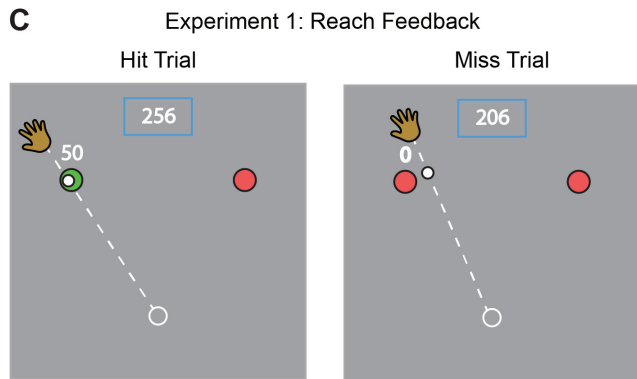 C
Experiment 1: Reach Feedback
Hit Trial
Miss Trial
256
50
206
0